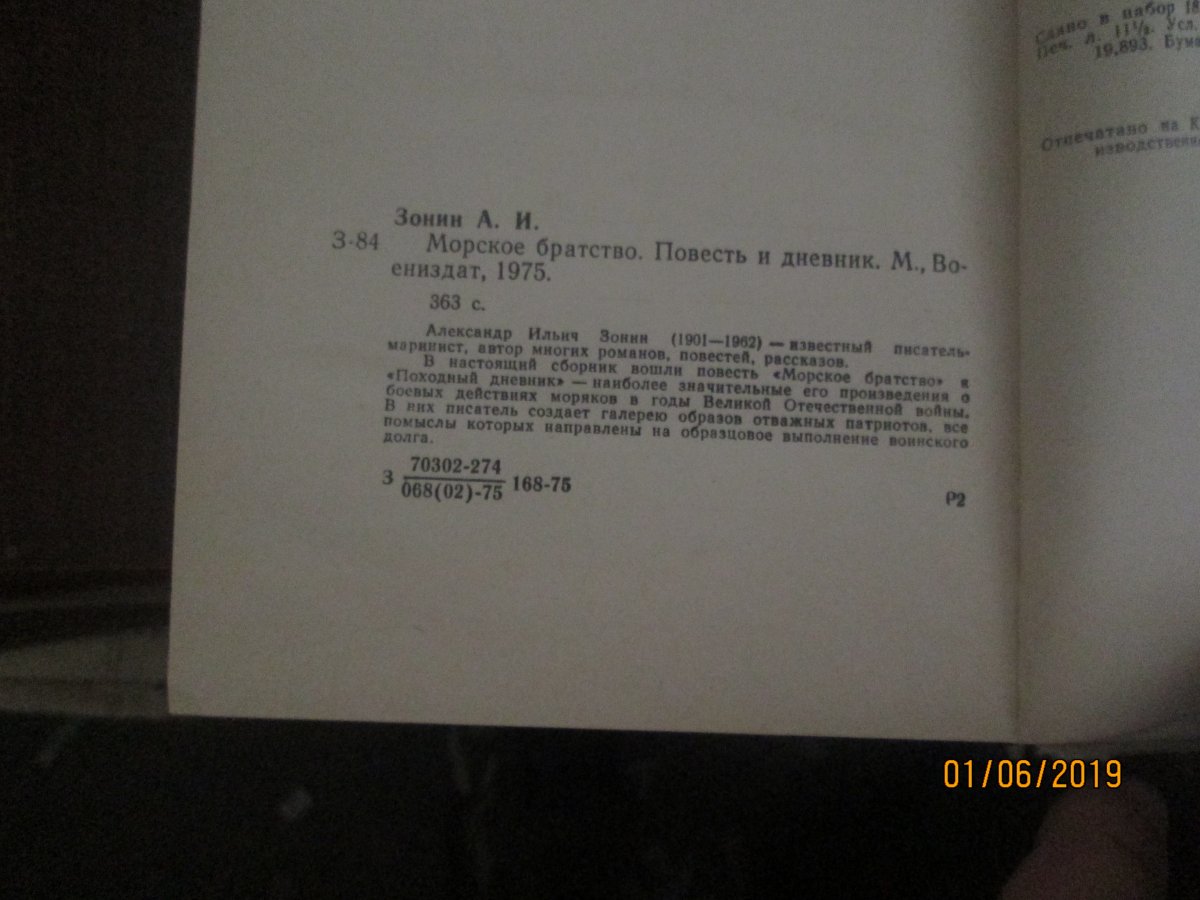 Сдано в набор 18
Печ. л. 11½. Усл.
19,893. Бума
Отпечатано на К
изводствен
Зонин А. И.
З-84 Морское братство. Повесть и дневник. М., Во-
ениздат, 1975.
363 с.
Александр Ильич Зонин (1901—1962) — известный писатель-
маринист, автор многих романов, повестей, рассказов.
В настоящий сборник вошли повесть «Морское братство» и
«Походный дневник» — наиболее значительные его произведения о
боевых действиях моряков в годы Великой Отечественной войны.
В них писатель создает галерею образов отважных патриотов, все
помыслы которых направлены на образцовое выполнение воинского
долга.
70302-274
З 168-75
068(02)-75
Р2
01/06/2019